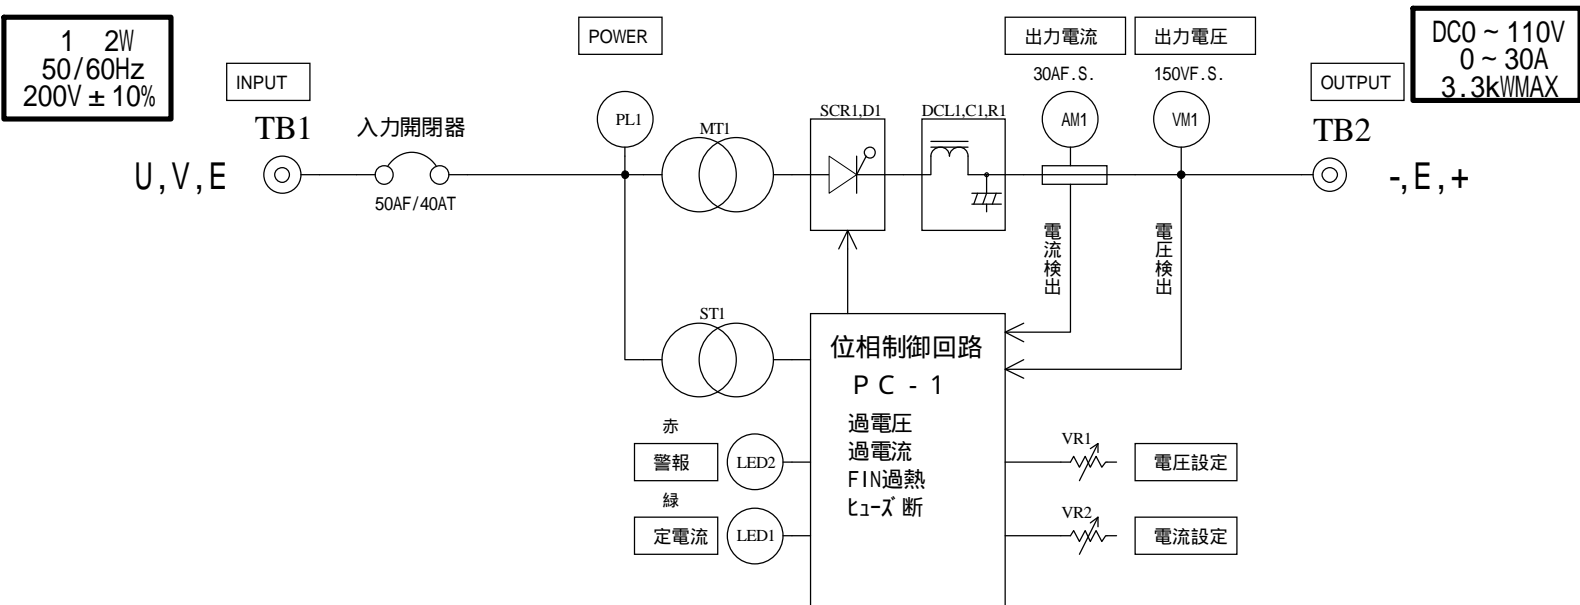 1 2W
50/60Hz
200V±10%
INPUT
TB1
U,V,E
入力開閉器
50AF/40AT
POWER
PL1
MT1
SCR1,D1
DCL1,C1,R1
出力電流
30AF.S.
AM1
出力電圧
150VF.S.
VM1
OUTPUT
TB2
-,E,+
DC0~110V
0~30A
3.3kWMAX
電流検出
電圧検出
ST1
位相制御回路
PC-1
過電圧
過電流
FIN過熱
ヒューズ断
赤
警報
LED2
緑
定電流
LED1
VR1
電圧設定
VR2
電流設定